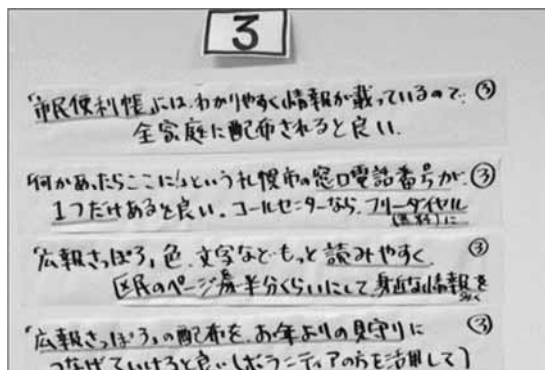 3
「市民便利帳」には、わかりやすく情報が載っているので、③
全家庭に配布されると良い。
「何かあったらここに!」という札幌市の窓口電話番号が、③
1つだけあると良い。コールセンターなら、フリーダイヤル
(無料)に
「広報さっぽろ」色、文字など、もっと読みやすく ③
区民のページ 半分くらいにして、身近な情報を
「広報さっぽろ」の配布を、お年よりの見守りに ③
つなげていけると良い(ボランティアの方を活用して)